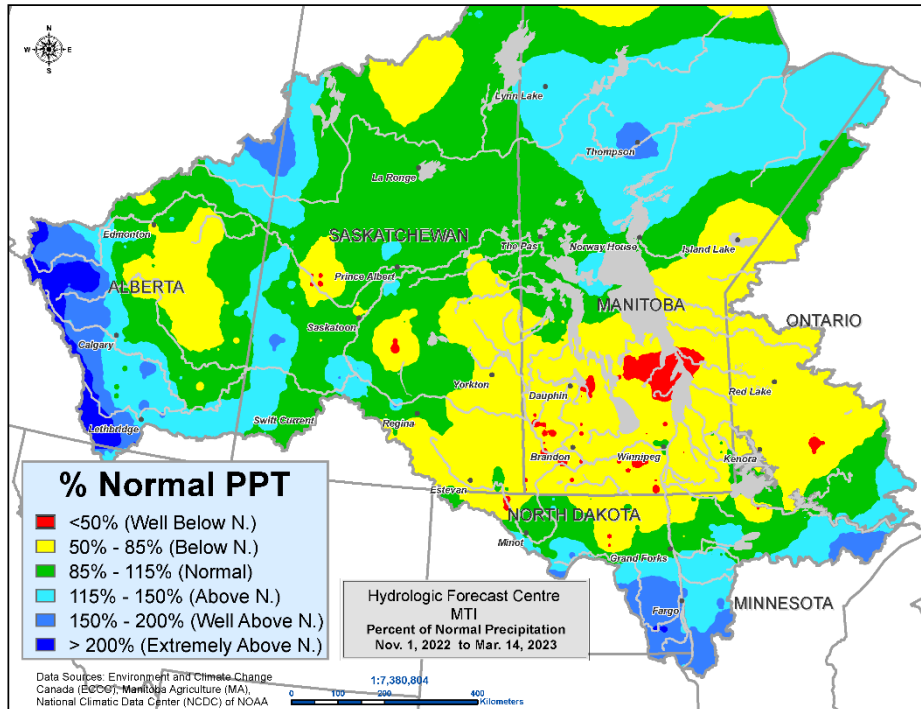 N
W
E
S
Lynn Lake
Thompson
La Ronge
Edmonton
SASKATCHEWAN
The Pas
Norway House
Island Lake
Prince Albert
ALBERTA
MANITOBA
ONTARIO
Saskatoon
Calgary
Yorkton
Dauphin
Red Lake
Lethbridge
Swift Current
Regina
Brandon
Winnipeg
Kenora
Estevan
NORTH DAKOTA
Minot
Grand Forks
Fargo
MINNESOTA
% Normal PPT
<50% (Well Below N.)
50% - 85% (Below N.)
85% - 115% (Normal)
115% - 150% (Above N.)
150% - 200% (Well Above N.)
> 200% (Extremely Above N.)
Hydrologic Forecast Centre
MTI
Percent of Normal Precipitation
Nov. 1, 2022 to Mar. 14, 2023
Data Sources: Environment and Climate Change
Canada (ECCC), Manitoba Agriculture (MA),
National Climatic Data Center (NCDC) of NOAA
1:7,380,804
0 100 200 400
Kilometers